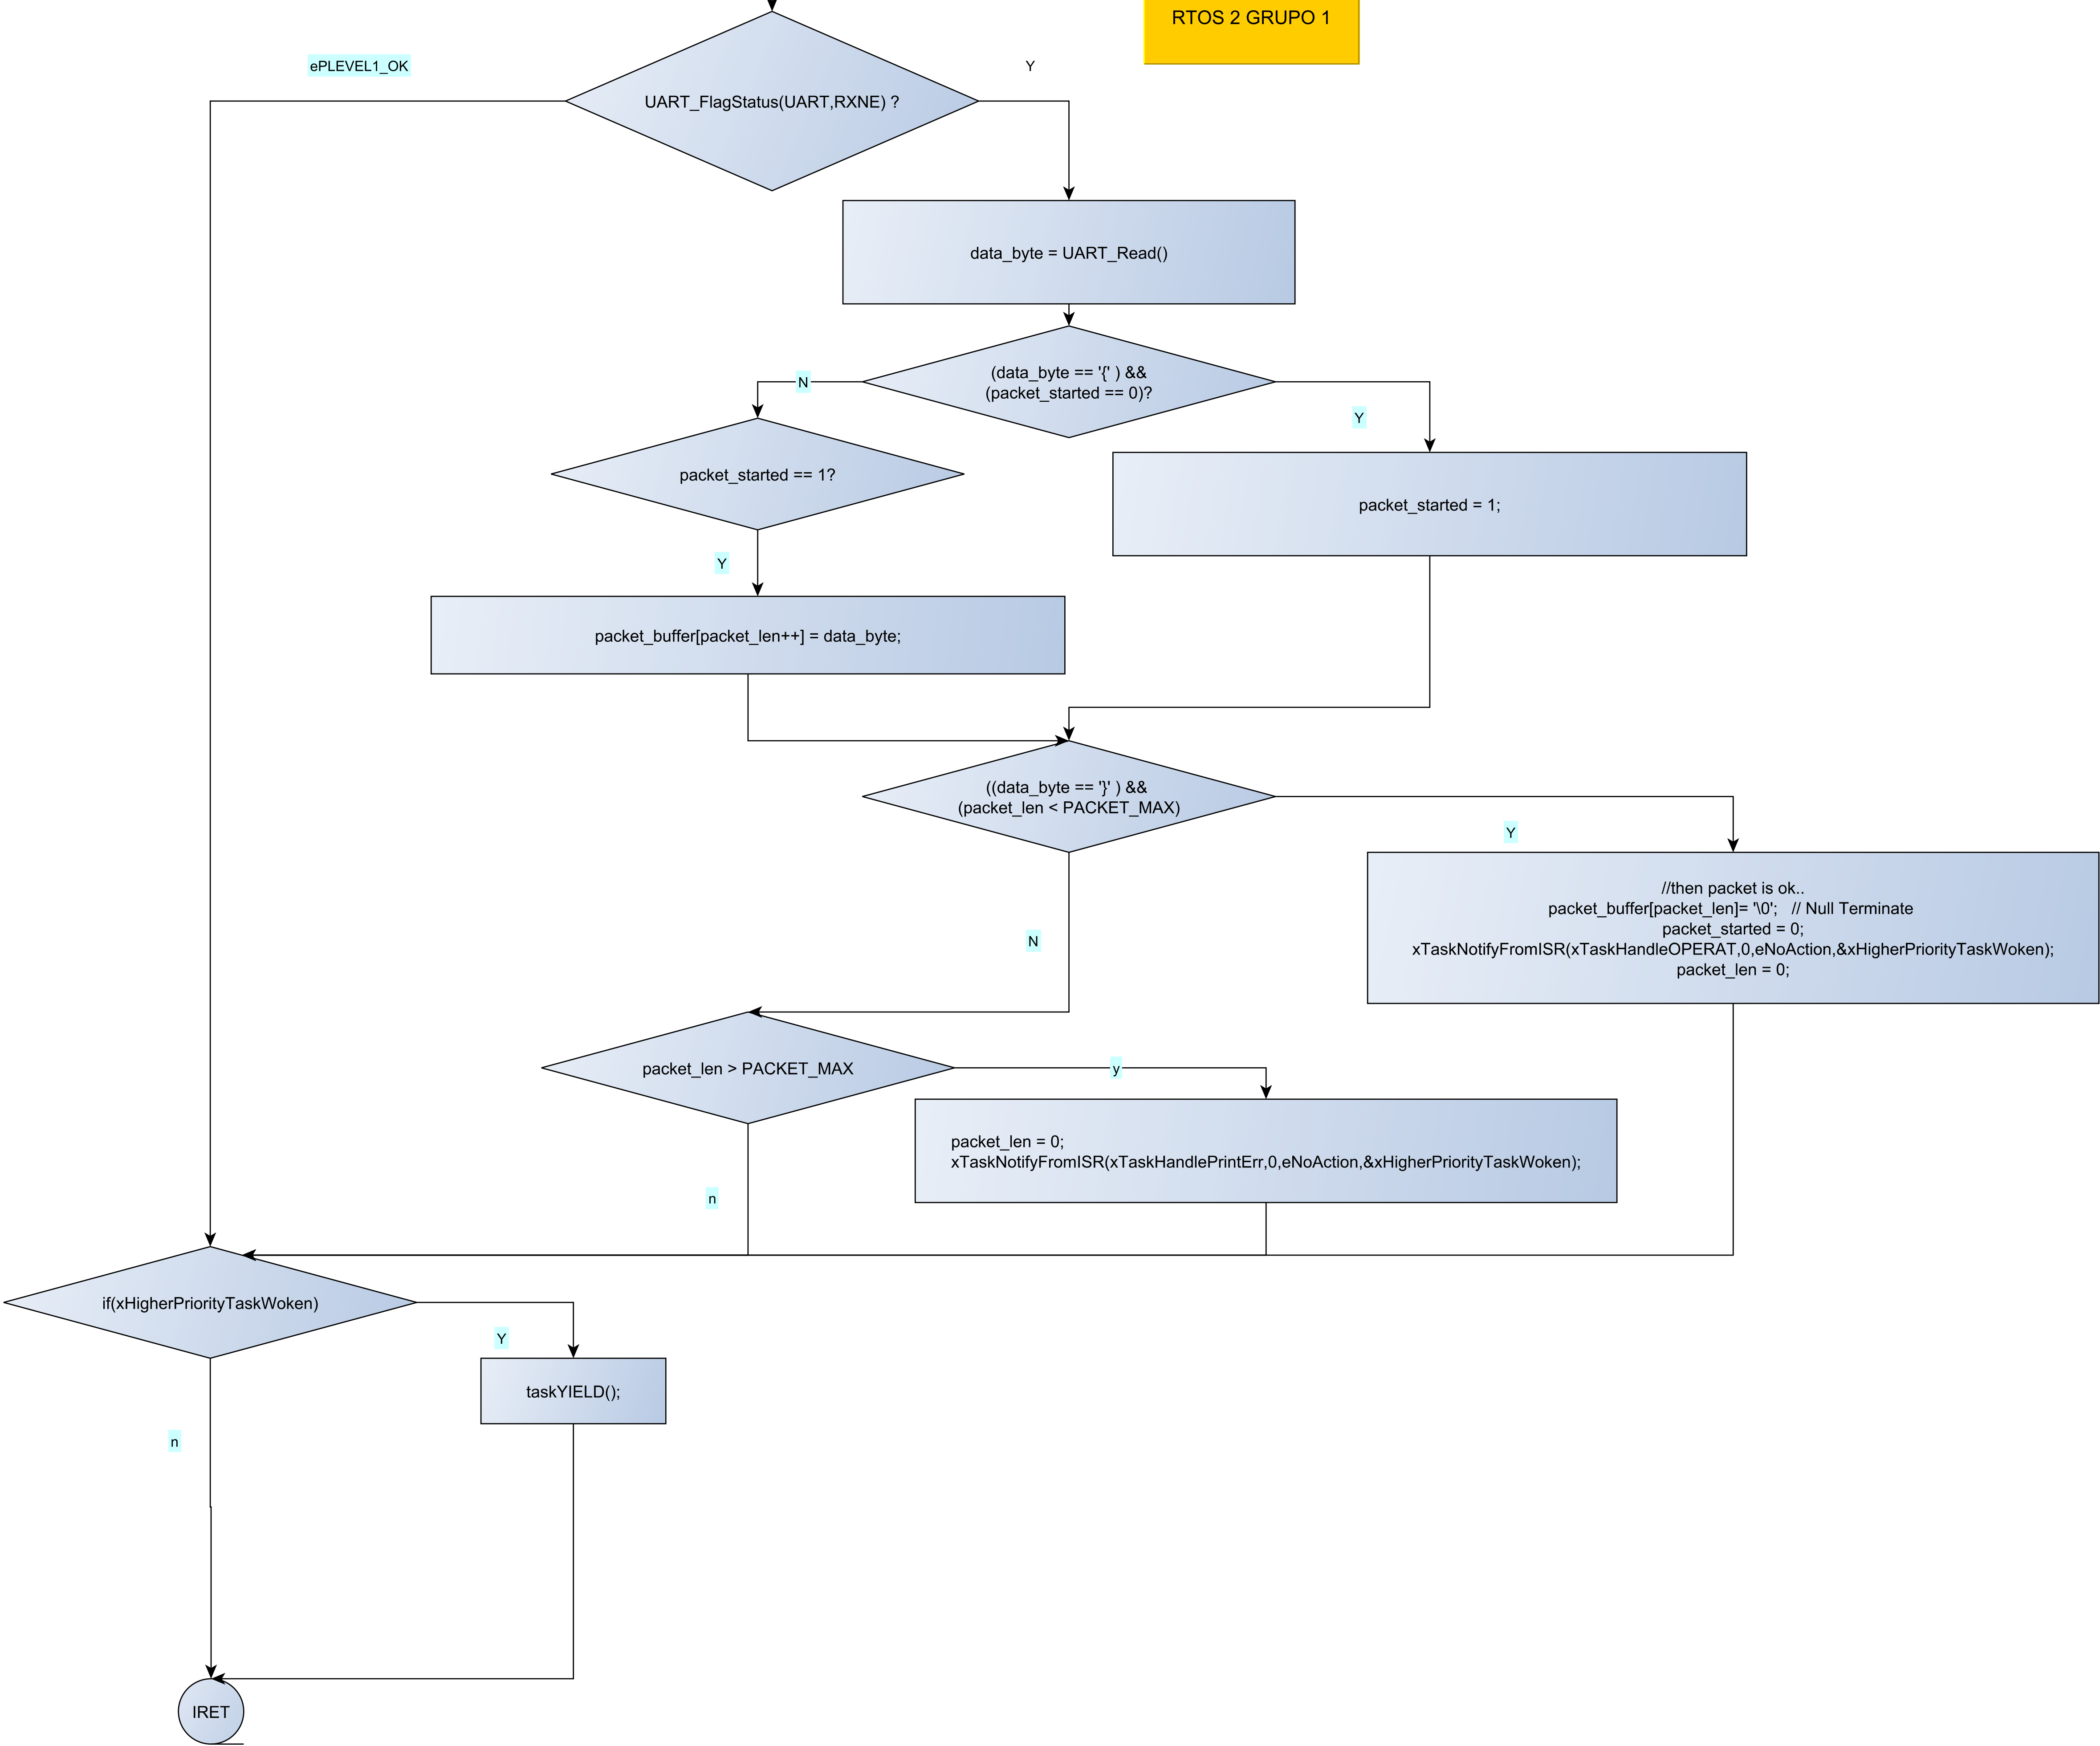 RTOS 2 GRUPO 1
ePLEVEL1_OK
Y
UART_FlagStatus(UART,RXNE) ?
data_byte = UART_Read()
(data_byte == '{' ) &&
(packet_started == 0)?
N
Y
packet_started == 1?
packet_started = 1;
Y
packet_buffer[packet_len++] = data_byte;
((data_byte == '}' ) &&
(packet_len < PACKET_MAX)
Y
//then packet is ok..
packet_buffer[packet_len]= '\0';   // Null Terminate
packet_started = 0;
xTaskNotifyFromISR(xTaskHandleOPERAT,0,eNoAction,&xHigherPriorityTaskWoken);
packet_len = 0;
N
packet_len > PACKET_MAX
y
packet_len = 0;
xTaskNotifyFromISR(xTaskHandlePrintErr,0,eNoAction,&xHigherPriorityTaskWoken);
n
if(xHigherPriorityTaskWoken)
Y
taskYIELD();
n
IRET